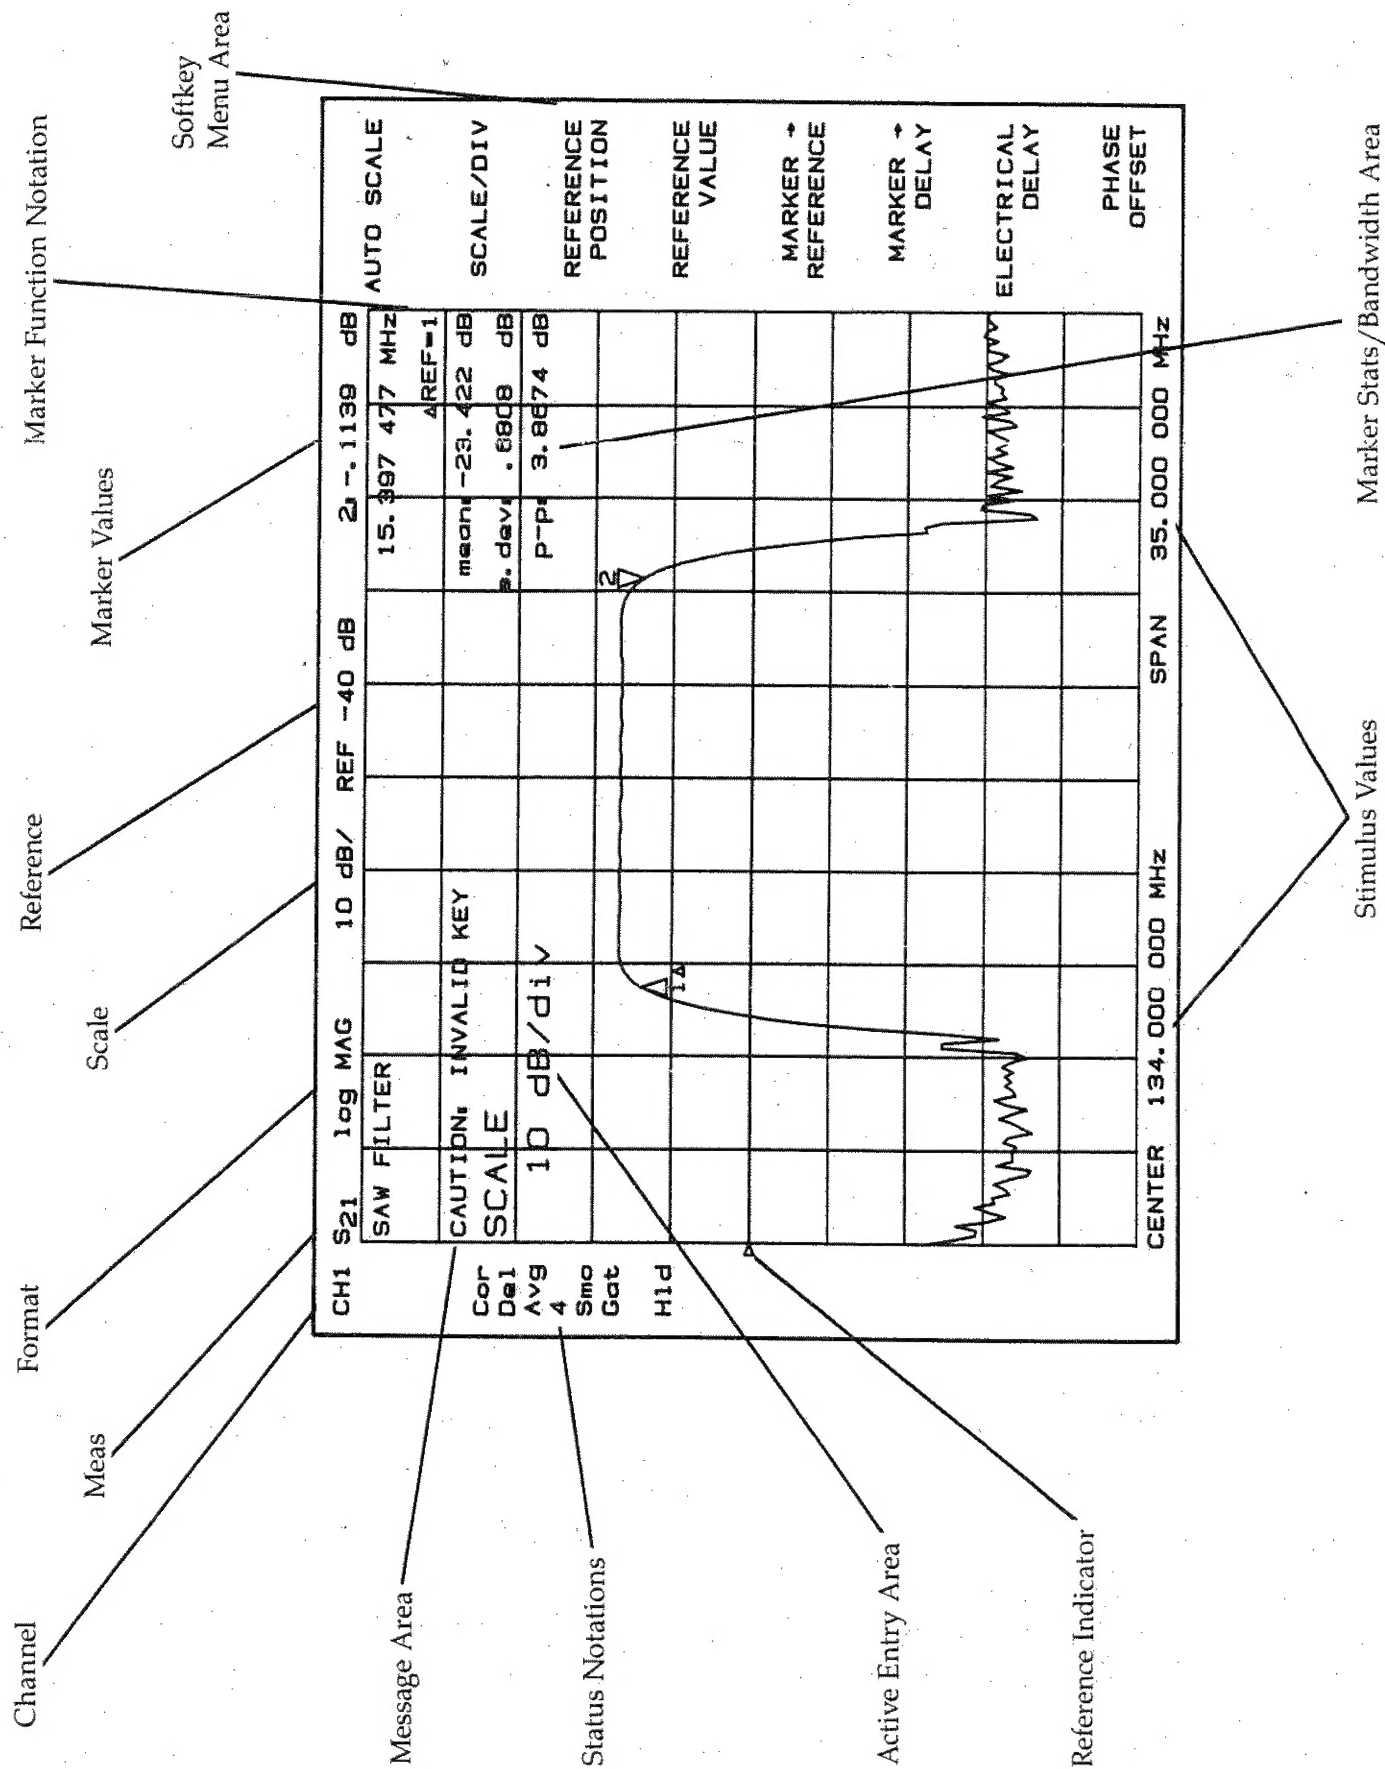 Channel
Meas
Format
Scale
Reference
Marker Values
Marker Function Notation
Softkey
Menu Area
CH1 S21 log MAG 10 dB/ REF -40 dB 2: -.1139 dB
SAW FILTER
15.397 477 MHz
ΔREF=1
CAUTION: INVALID KEY
SCALE
10 dB/div
mean: -23.422 dB
s.dev: .6808 dB
p-p: 3.8674 dB
Cor
Del
Avg
4
Smo
Gat
Hld
1
2
CENTER 134.000 000 MHz SPAN 35.000 000 MHz
AUTO SCALE
SCALE/DIV
REFERENCE
POSITION
REFERENCE
VALUE
MARKER →
REFERENCE
MARKER →
DELAY
ELECTRICAL
DELAY
PHASE
OFFSET
Message Area
Status Notations
Active Entry Area
Reference Indicator
Stimulus Values
Marker Stats/Bandwidth Area